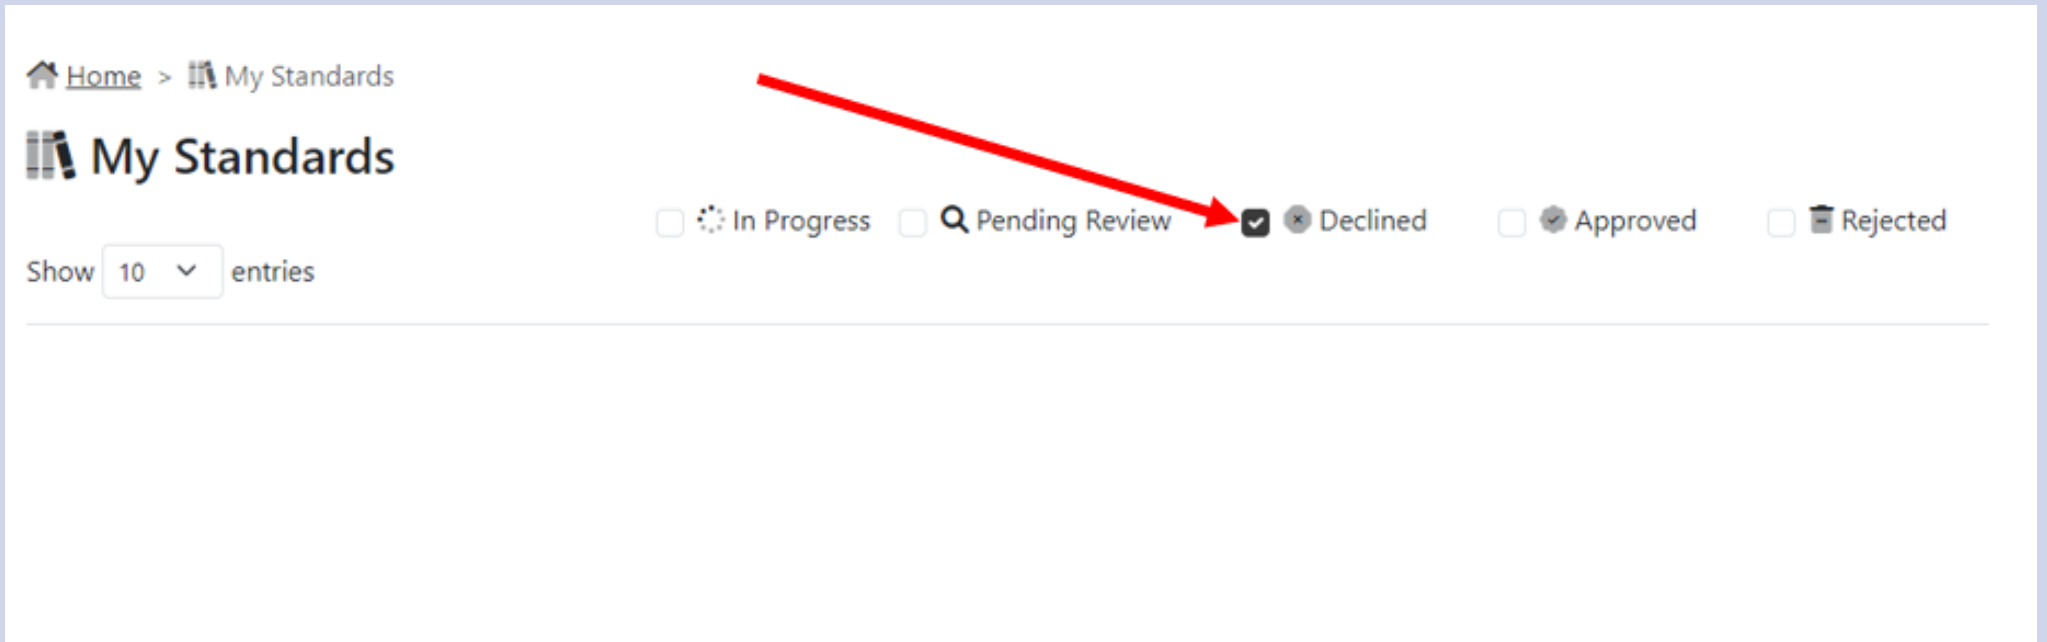 Home > My Standards
My Standards
In Progress Pending Review Declined Approved Rejected
Show 10 entries